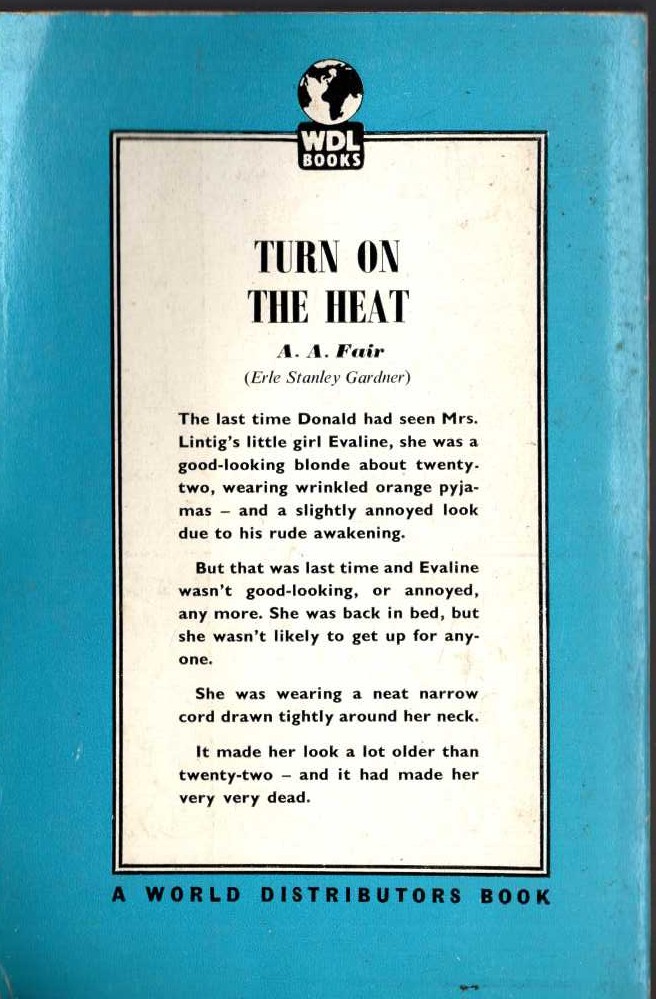 WDL
BOOKS
TURN ON
THE HEAT
A. A. Fair
(Erle Stanley Gardner)
The last time Donald had seen Mrs.
Lintig's little girl Evaline, she was a
good-looking blonde about twenty-
two, wearing wrinkled orange pyja-
mas – and a slightly annoyed look
due to his rude awakening.
But that was last time and Evaline
wasn't good-looking, or annoyed,
any more. She was back in bed, but
she wasn't likely to get up for any-
one.
She was wearing a neat narrow
cord drawn tightly around her neck.
It made her look a lot older than
twenty-two – and it had made her
very very dead.
A WORLD DISTRIBUTORS BOOK